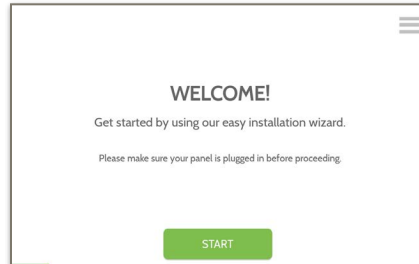 WELCOME!
Get started by using our easy installation wizard.
Please make sure your panel is plugged in before proceeding.
START